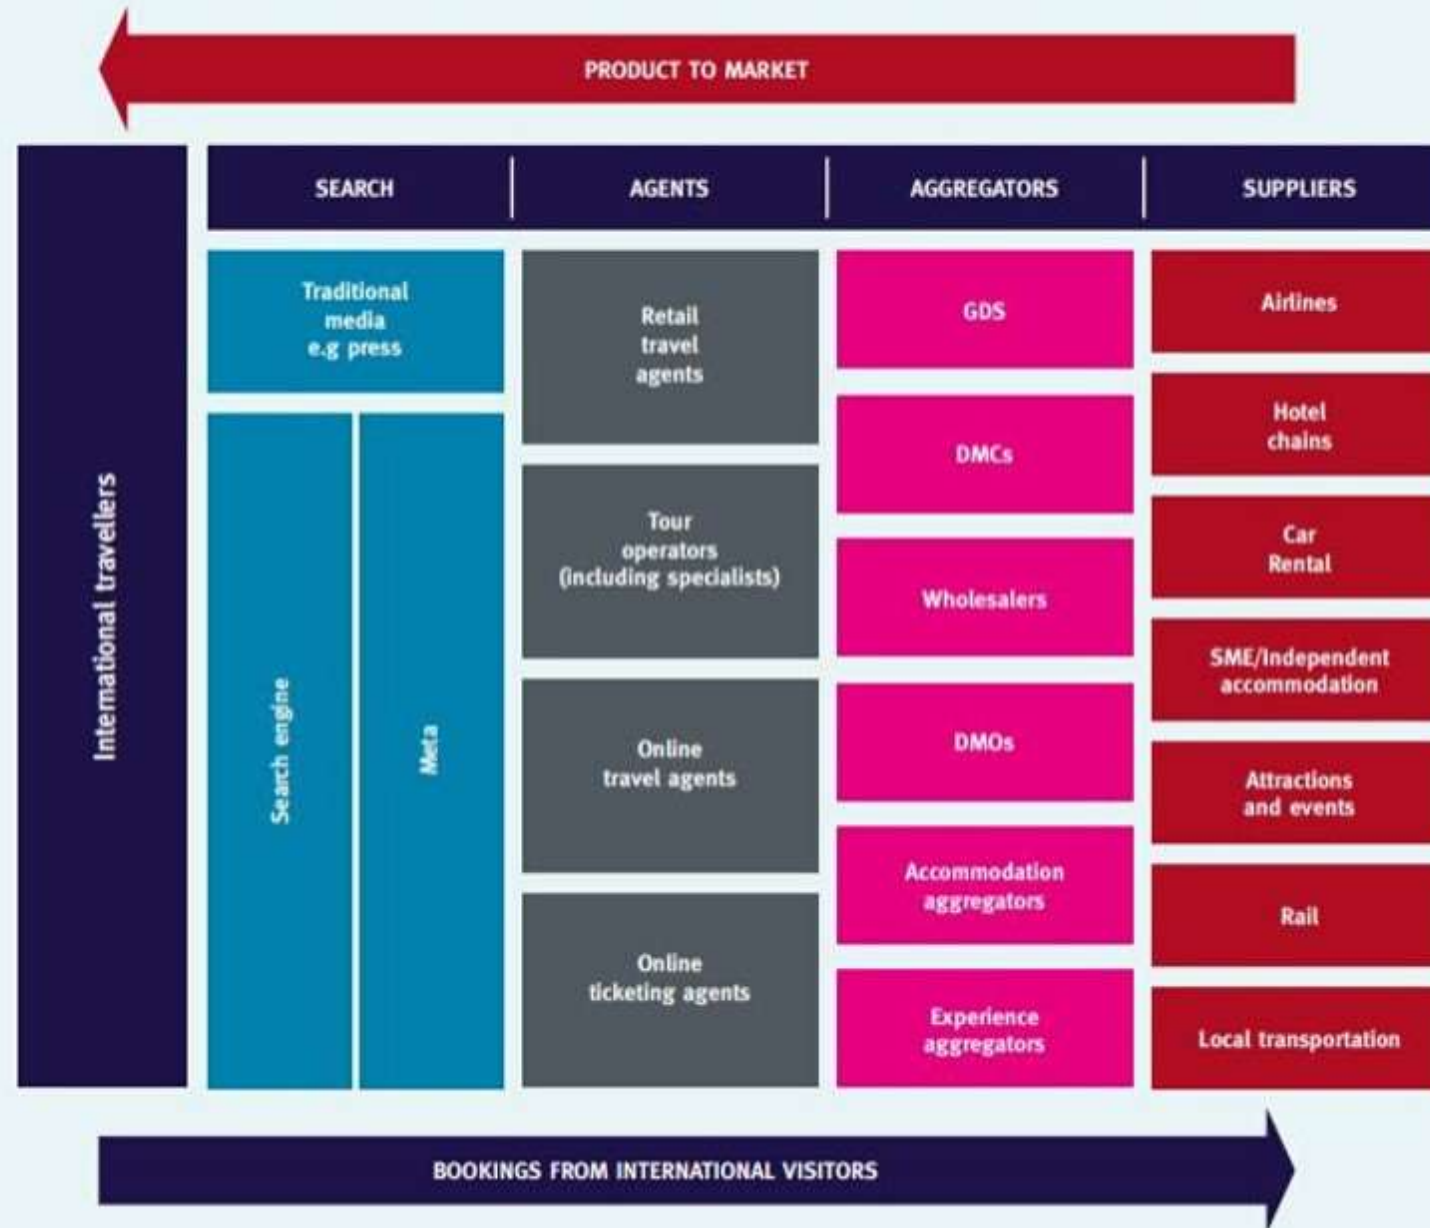 PRODUCT TO MARKET
International travellers
SEARCH
AGENTS
AGGREGATORS
SUPPLIERS
Traditional
media
e.g press
Search engine
Meta
Retail
travel
agents
Tour
operators
(including specialists)
Online
travel agents
Online
ticketing agents
GDS
DMCs
Wholesalers
DMOs
Accommodation
aggregators
Experience
aggregators
Airlines
Hotel
chains
Car
Rental
SME/Independent
accommodation
Attractions
and events
Rail
Local transportation
BOOKINGS FROM INTERNATIONAL VISITORS